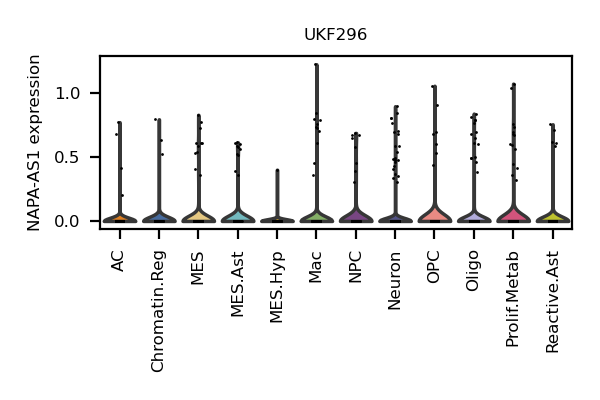 UKF296
NAPA-AS1 expression
1.0
0.5
0.0
AC
Chromatin.Reg
MES
MES.Ast
MES.Hyp
Mac
NPC
Neuron
OPC
Oligo
Prolif.Metab
Reactive.Ast